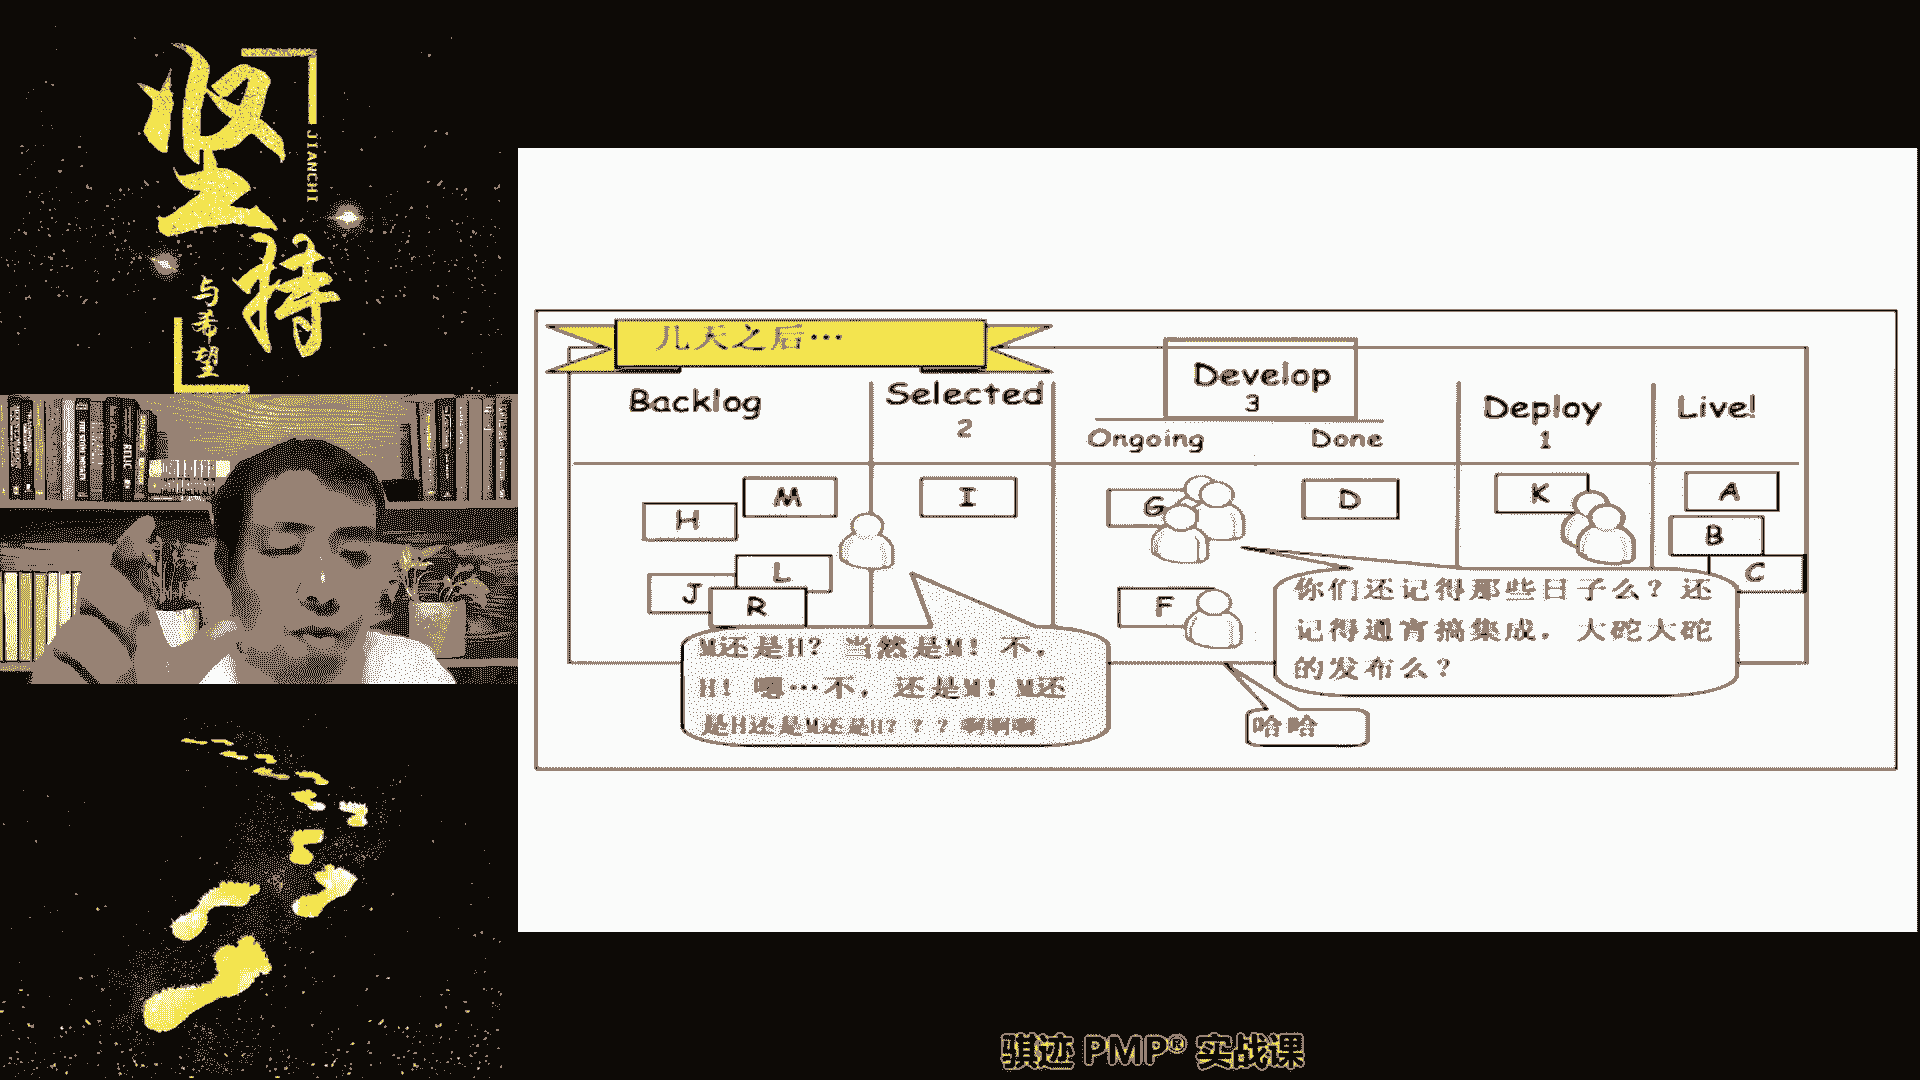 坚持
JIANCHI
与希望
几天之后…
Backlog
Selected
2
Develop
3
Ongoing
Done
Deploy
1
Live!
H
M
J
L
R
I
G
F
D
K
A
B
C
M还是H？当然是M！不，
H！嗯…不，还是M！M还
是H还是M还是H？？？啊啊啊
你们还记得那些日子么？还
记得通宵搞集成，大砣大砣
的发布么？
哈哈
骐迹 PMP® 实战课